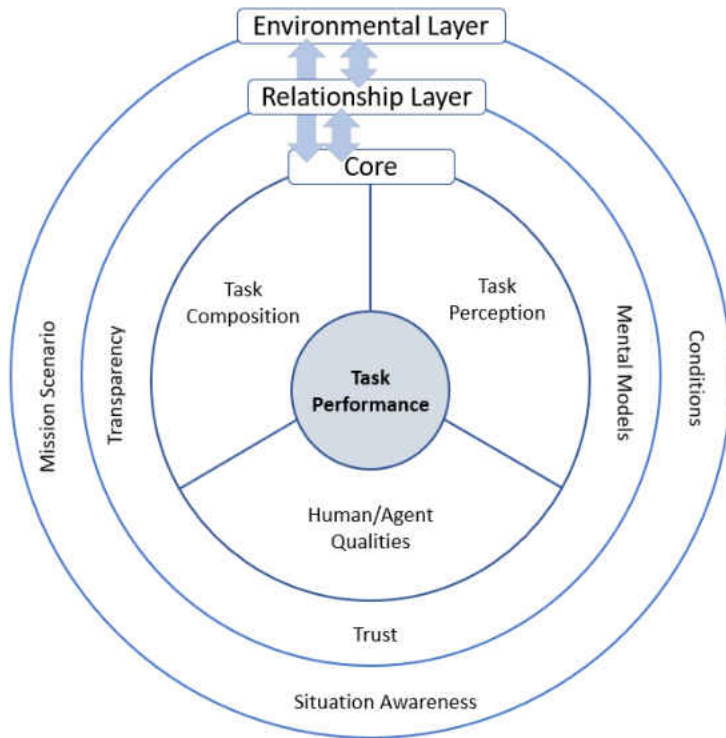 Environmental Layer
Relationship Layer
Core
Task
Composition
Task
Perception
Task
Performance
Human/Agent
Qualities
Mission Scenario
Transparency
Mental Models
Conditions
Trust
Situation Awareness